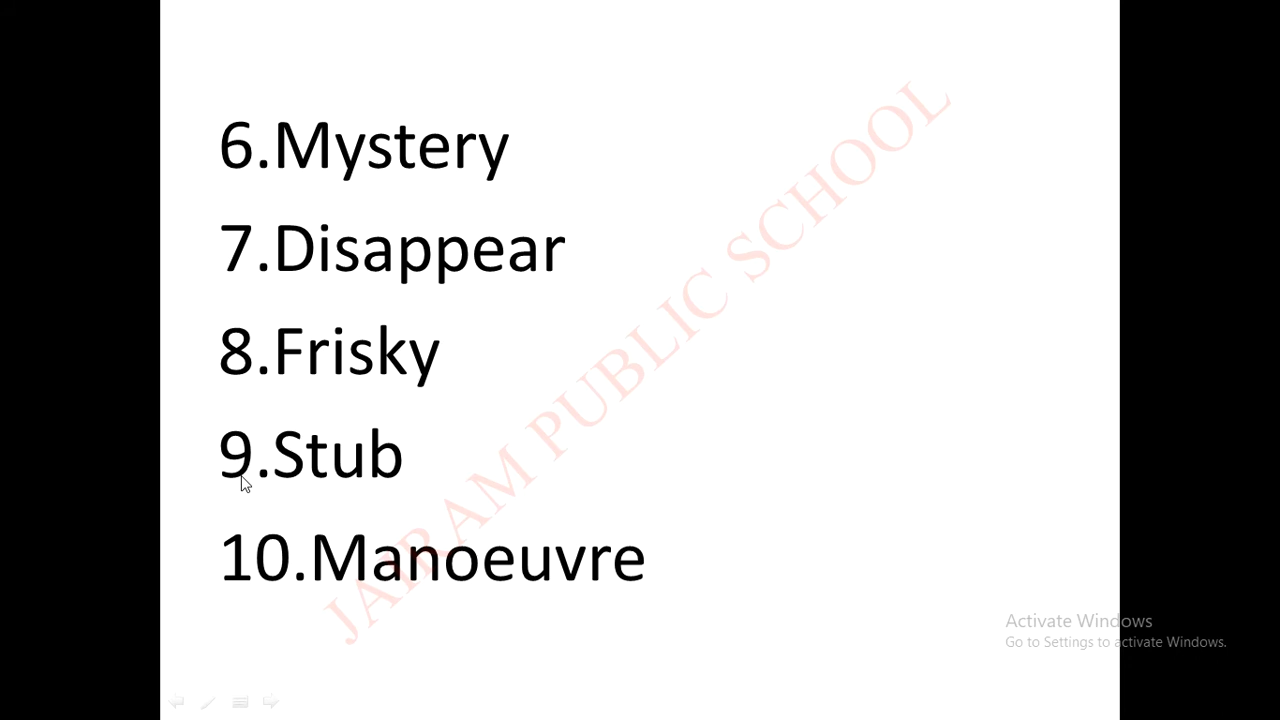 6.Mystery
7.Disappear
8.Frisky
9.Stub
10.Manoeuvre
JAIRAM PUBLIC SCHOOL
Activate Windows
Go to Settings to activate Windows.